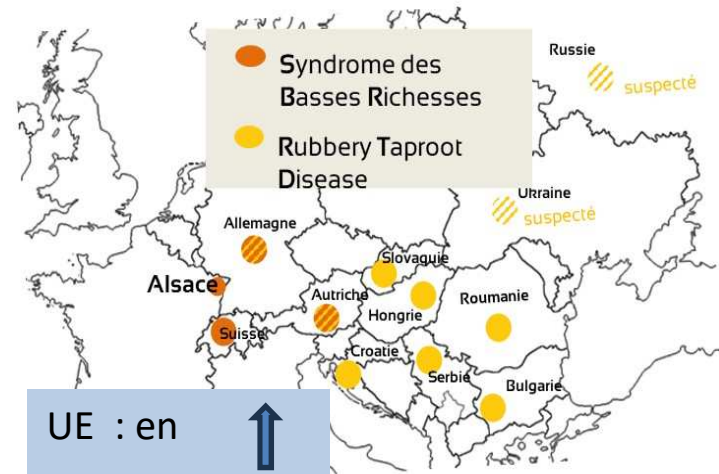 Syndrome des
Basses Richesses
Rubbery Taproot
Disease
Russie
suspecté
Ukraine
suspecté
Allemagne
Slovaquie
Alsace
Autriche
Roumanie
Hongrie
Suisse
Croatie
Serbie
Bulgarie
UE : en